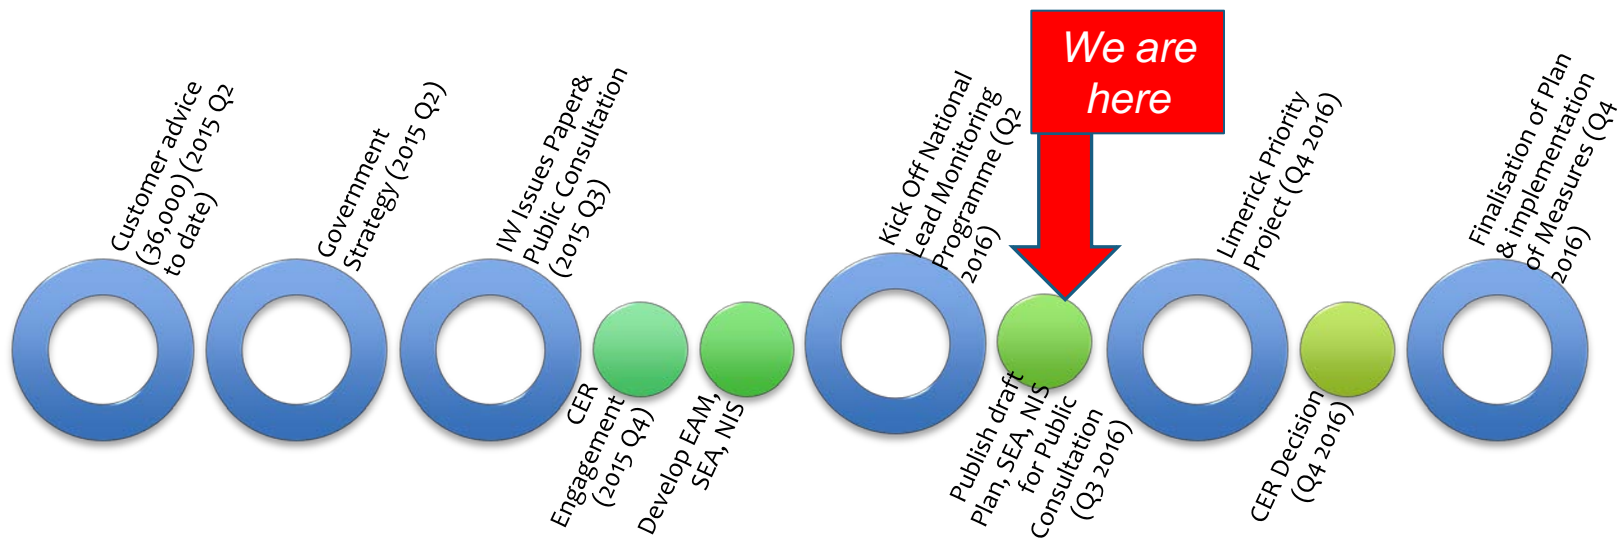 Customer advice
(36,000) (2015 Q2
to date)
Government
Strategy (2015 Q2)
IW Issues Paper&
Public Consultation
(2015 Q3)
CER
Engagement
(2015 Q4)
Develop EAM,
SEA, NIS
Kick Off National
Lead Monitoring
Programme (Q2
2016)
We are
here
Publish draft
Plan, SEA, NIS
for Public
Consultation
(Q3 2016)
Limerick Priority
Project (Q4 2016)
CER Decision
(Q4 2016)
Finalisation of Plan
& implementation
of Measures (Q4
2016)